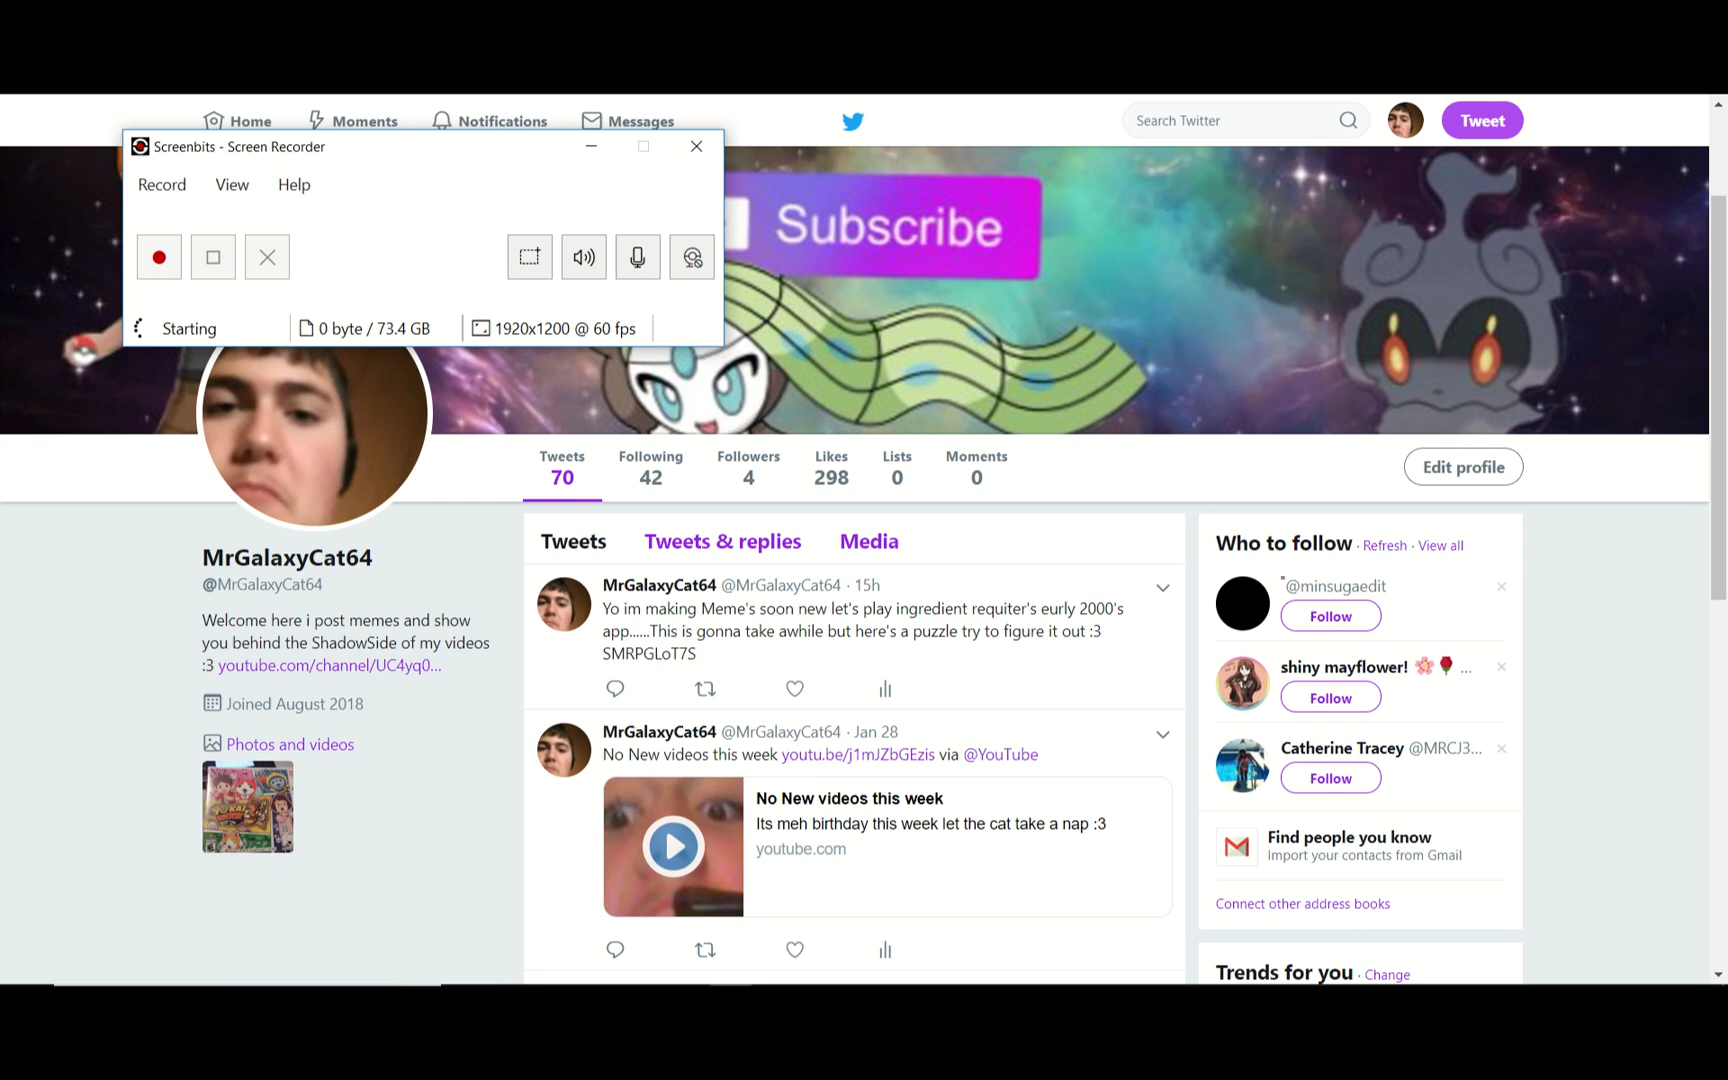 Home
Moments
Notifications
Messages
Search Twitter
Tweet
Screenbits - Screen Recorder
Record
View
Help
Starting
0 byte / 73.4 GB
1920x1200 @ 60 fps
Subscribe
Tweets
70
Following
42
Followers
4
Likes
298
Lists
0
Moments
0
Edit profile
MrGalaxyCat64
@MrGalaxyCat64
Welcome here i post memes and show
you behind the ShadowSide of my videos
:3 youtube.com/channel/UC4yq0...
Joined August 2018
Photos and videos
Tweets
Tweets & replies
Media
MrGalaxyCat64 @MrGalaxyCat64 · 15h
Yo im making Meme's soon new let's play ingredient requiter's eurly 2000's
app......This is gonna take awhile but here's a puzzle try to figure it out :3
SMRPGLoT7S
MrGalaxyCat64 @MrGalaxyCat64 · Jan 28
No New videos this week youtu.be/j1mJZbGEzis via @YouTube
No New videos this week
Its meh birthday this week let the cat take a nap :3
youtube.com
Who to follow · Refresh · View all
@minsugaedit
Follow
shiny mayflower! 🌸🌹 ...
Follow
Catherine Tracey @MRCJ3...
Follow
Find people you know
Import your contacts from Gmail
Connect other address books
Trends for you · Change